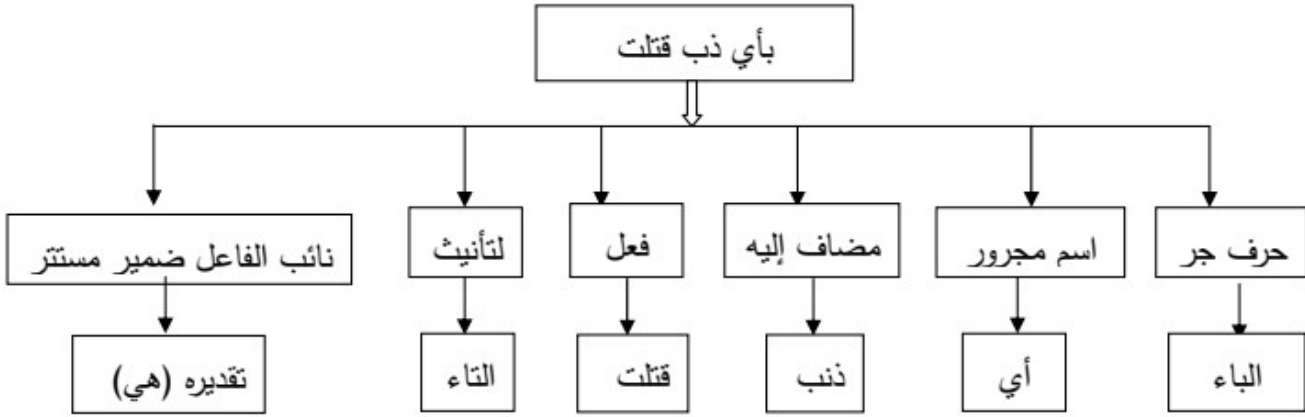 بأي ذب قتلت
حرف جر
اسم مجرور
مضاف إليه
فعل
لتأنيث
نائب الفاعل ضمير مستتر
الباء
أي
ذنب
قتلت
التاء
تقديره (هي)